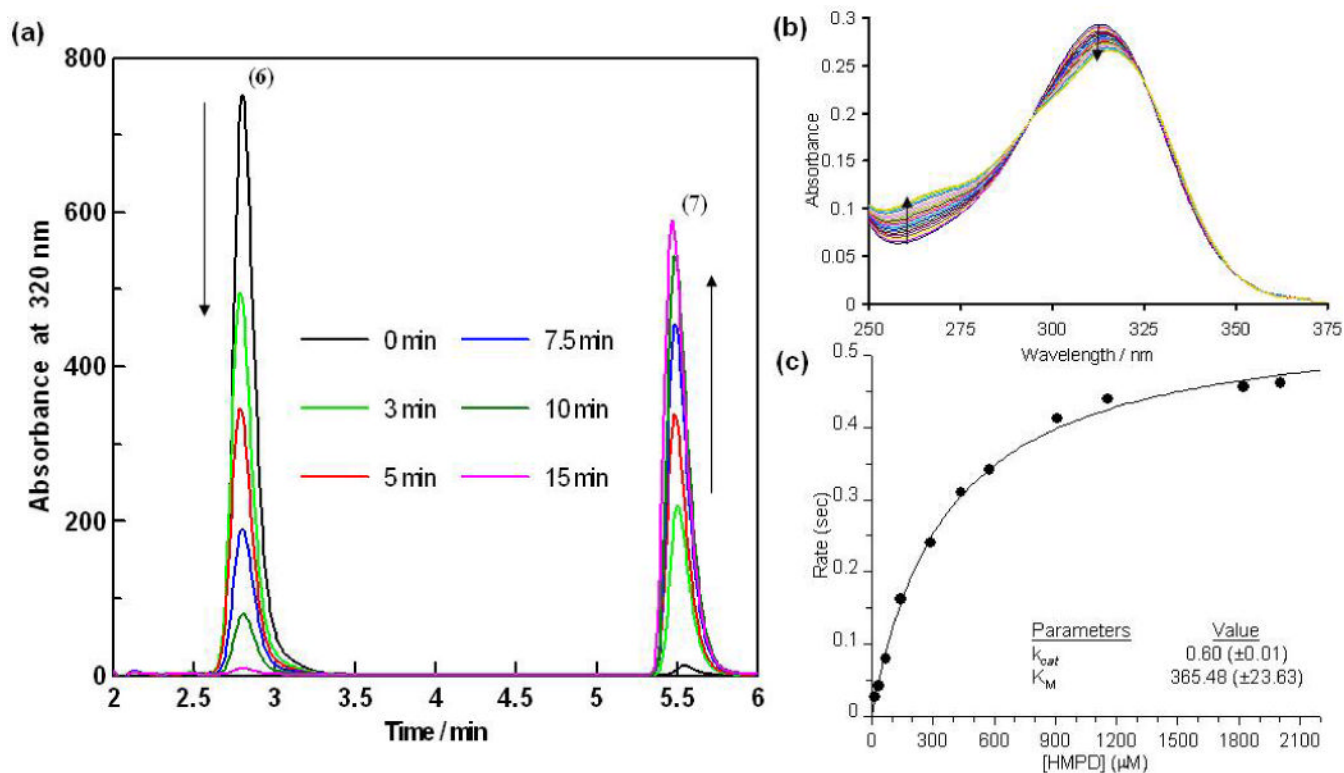 (a)
800
600
400
200
0
Absorbance at 320 nm
(6)
(7)
0 min
7.5 min
3 min
10 min
5 min
15 min
2 2.5 3 3.5 4 4.5 5 5.5 6
Time / min
(b)
0.3
0.25
0.2
0.15
0.1
0.05
0
Absorbance
250 275 300 325 350 375
Wavelength / nm
(c)
0.5
0.4
0.3
0.2
0.1
0
Rate (sec)
Parameters Value
kcat 0.60 (±0.01)
KM 365.48 (±23.63)
0 300 600 900 1200 1500 1800 2100
[HMPD] (µM)